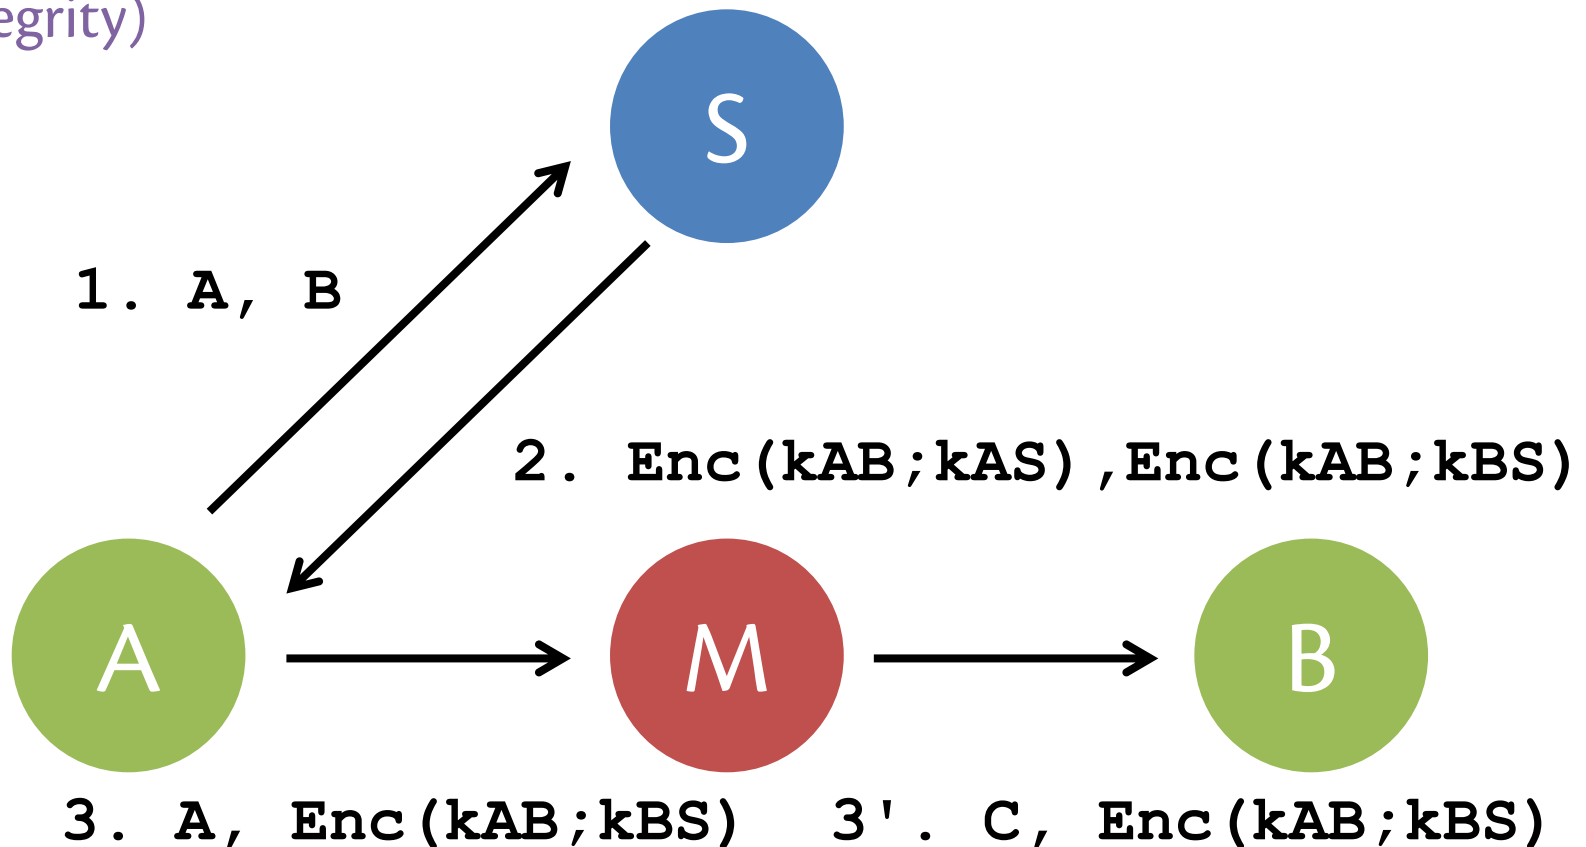 egrity)
S
1. A, B
2. Enc(kAB;kAS),Enc(kAB;kBS)
A
M
B
3. A, Enc(kAB;kBS)
3'. C, Enc(kAB;kBS)